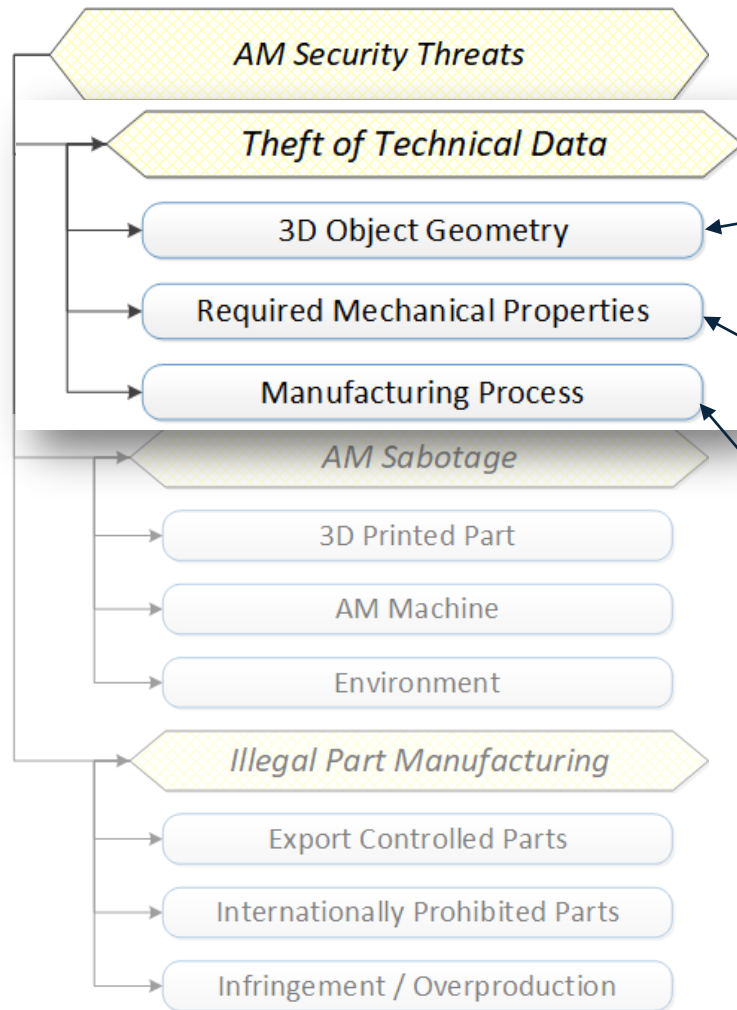 AM Security Threats
Theft of Technical Data
3D Object Geometry
Required Mechanical Properties
Manufacturing Process
AM Sabotage
3D Printed Part
AM Machine
Environment
Illegal Part Manufacturing
Export Controlled Parts
Internationally Prohibited Parts
Infringement / Overproduction